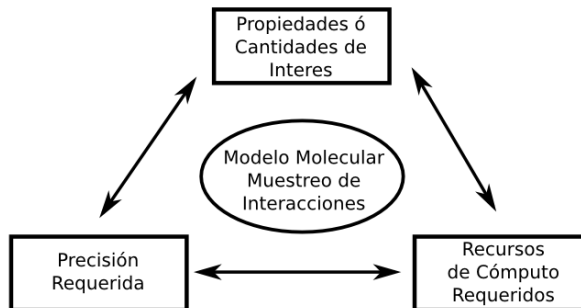 Propiedades ó
Cantidades de
Interes
Modelo Molecular
Muestreo de
Interacciones
Precisión
Requerida
Recursos
de Cómputo
Requeridos